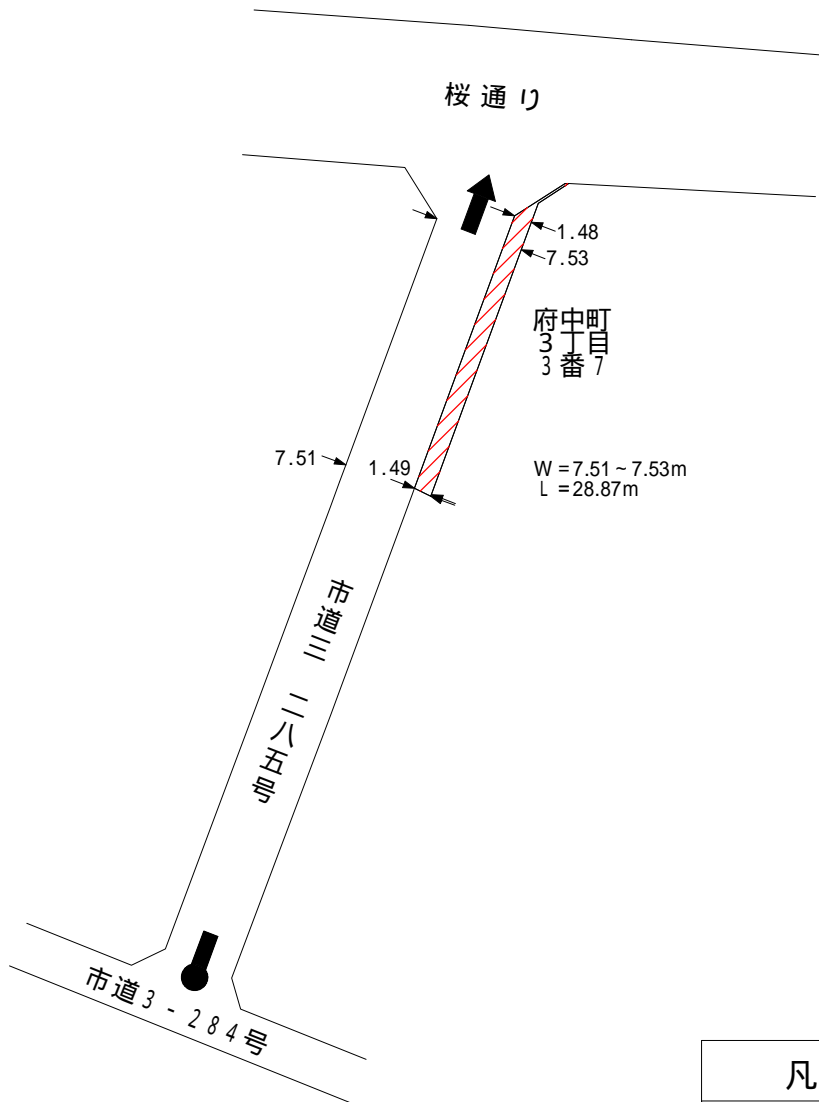 桜通り
1.48
7.53
府中町
3丁目
3番7
7.51
1.49
W=7.51~7.53m
L=28.87m
市道三 二八五号
市道3-284号
凡